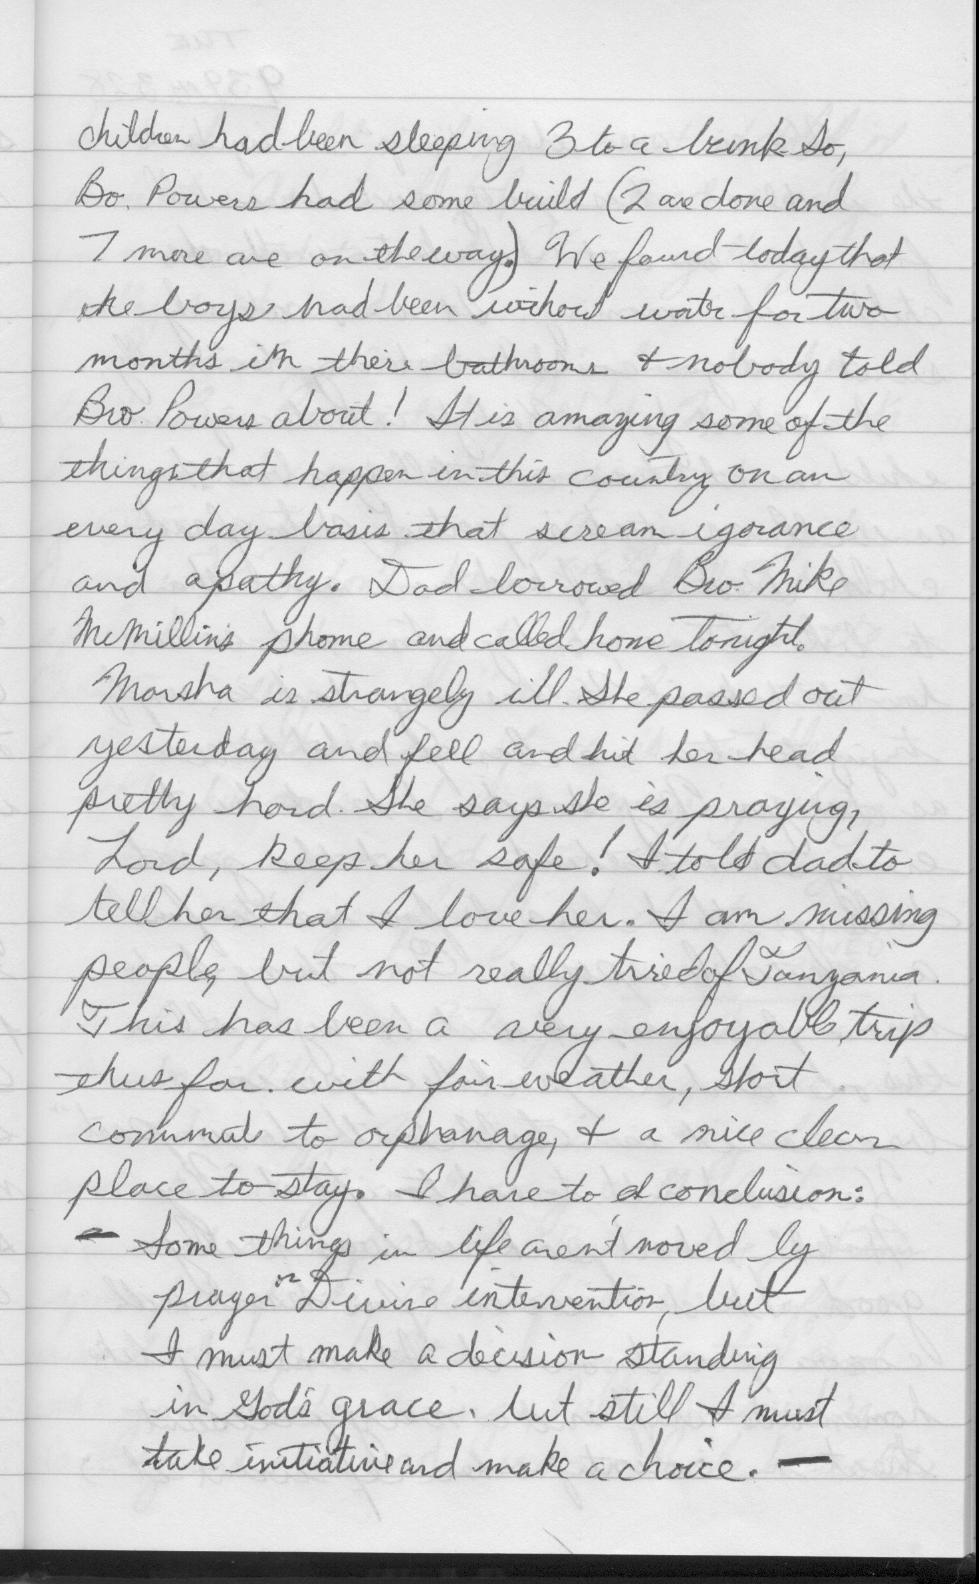 children had been sleeping 3 to a bunk So,
Bo. Powers had some build (2 are done and
7 more are on the way.) We found today that
the boys had been without water for two
months in their bathrooms & nobody told
Bro. Powers about! It is amazing some of the
things that happen in this country on an
every day basis that scream igorance
and apathy. Dad borrowed Bro. Mike
McMillin's phome and called home Tonight.
Marsha is strangely ill. She passed out
yesterday and fell and hit her head
pretty hard. She says she is praying,
Lord, keep her safe! I told dad to
tell her that I love her. I am missing
people, but not really tired of Tanzania.
This has been a very enjoyable trip
thus far. with fair weather, short
commute to orphanage, & a nice clean
place to stay. I have to a conclusion:
- Some things in life aren't moved by
prayer or Divine intervention, but
I must make a decision standing
in God's grace. but still I must
take initiative and make a choice. -